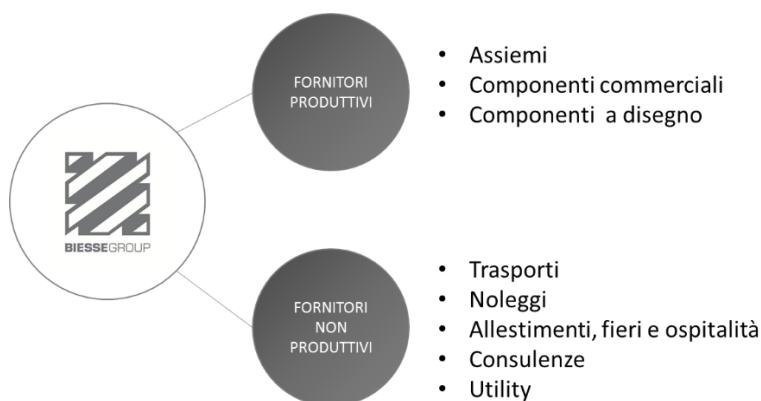 BIESSEGROUP
FORNITORI
PRODUTTIVI
• Assiemi
• Componenti commerciali
• Componenti a disegno
FORNITORI
NON
PRODUTTIVI
• Trasporti
• Noleggi
• Allestimenti, fieri e ospitalità
• Consulenze
• Utility